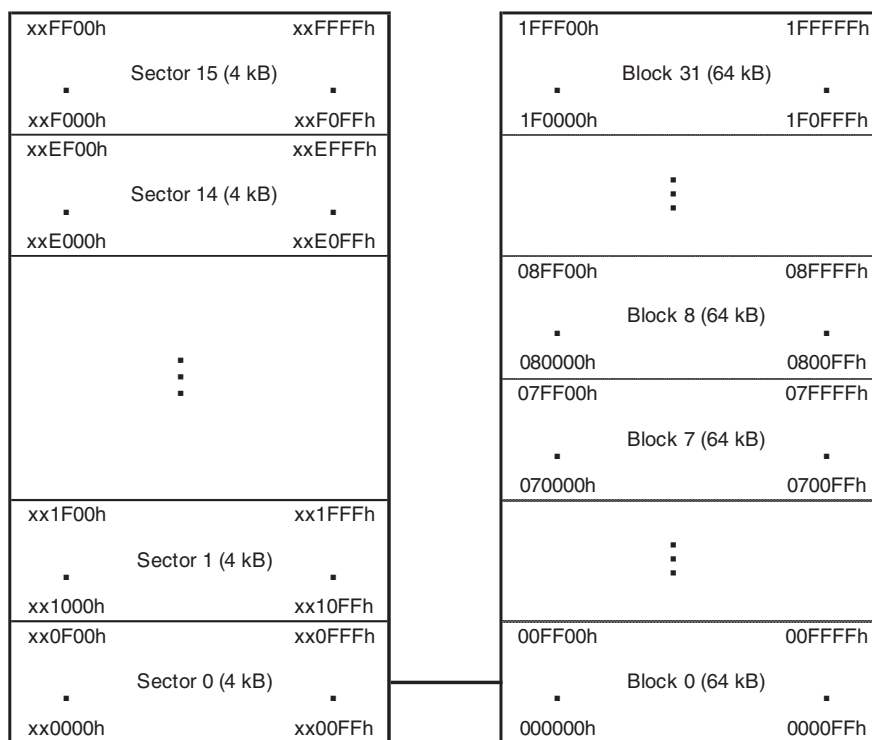 xxFF00h xxFFFFh
Sector 15 (4 kB)
xxF000h xxF0FFh
xxEF00h xxEFFFh
Sector 14 (4 kB)
xxE000h xxE0FFh
xx1F00h xx1FFFh
Sector 1 (4 kB)
xx1000h xx10FFh
xx0F00h xx0FFFh
Sector 0 (4 kB)
xx0000h xx00FFh
1FFF00h 1FFFFFh
Block 31 (64 kB)
1F0000h 1F0FFFh
08FF00h 08FFFFh
Block 8 (64 kB)
080000h 0800FFh
07FF00h 07FFFFh
Block 7 (64 kB)
070000h 0700FFh
00FF00h 00FFFFh
Block 0 (64 kB)
000000h 0000FFh